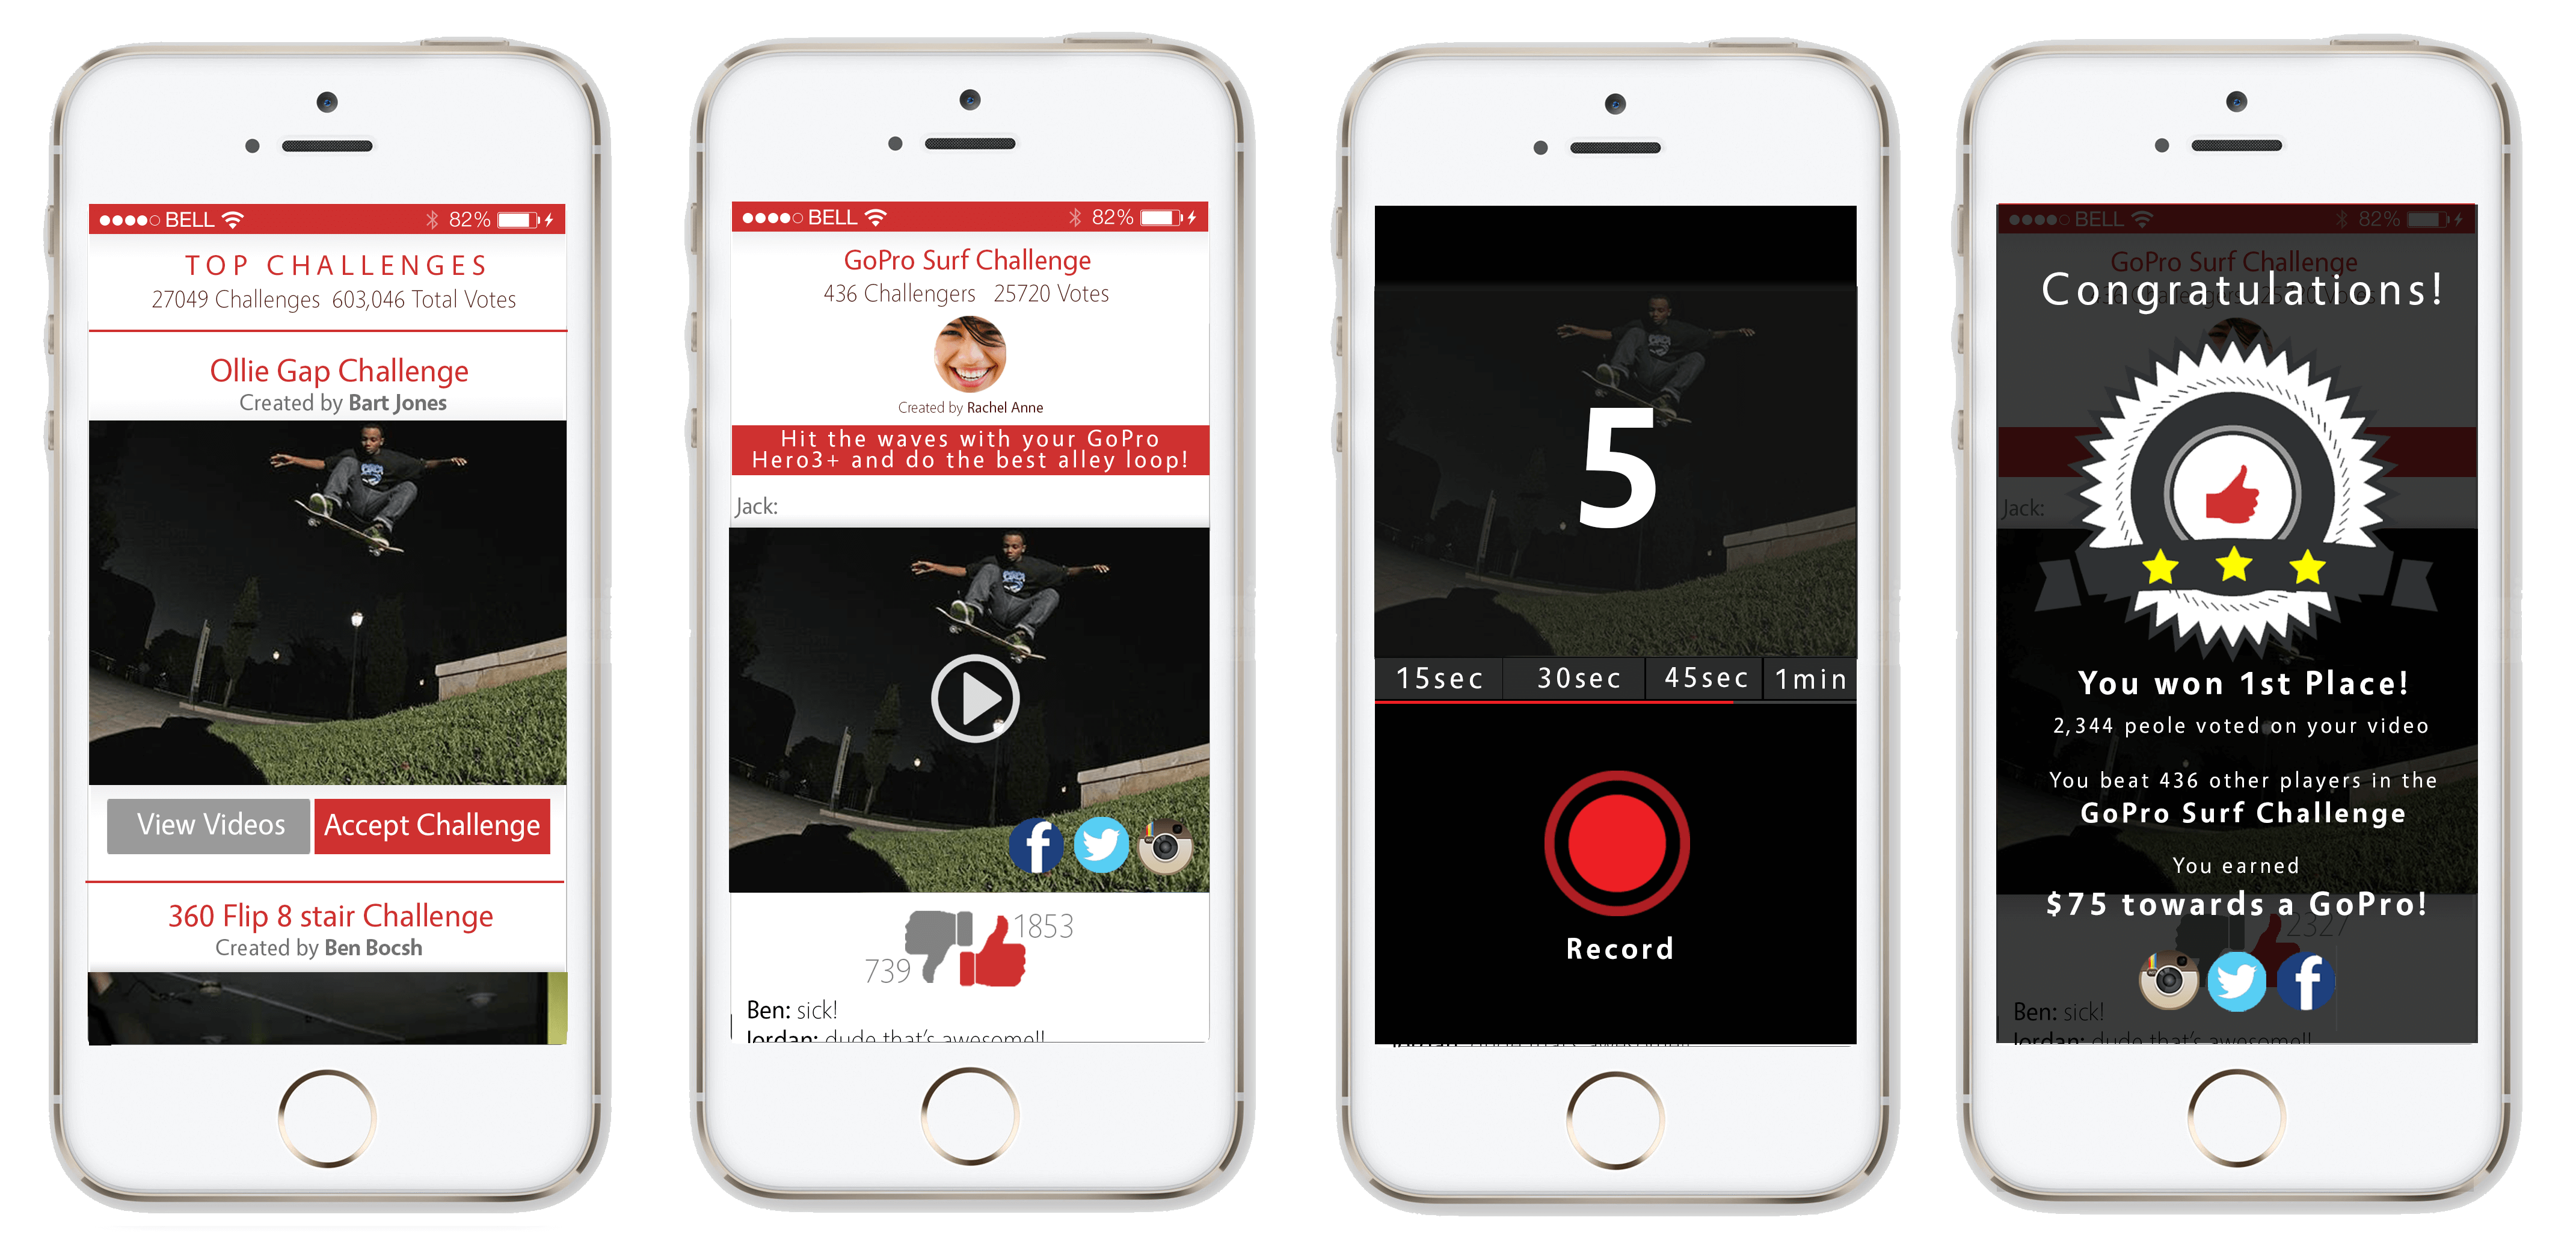 BELL 82%
TOP CHALLENGES
27049 Challenges 603,046 Total Votes
Ollie Gap Challenge
Created by Bart Jones
View Videos Accept Challenge
360 Flip 8 stair Challenge
Created by Ben Bocsh
BELL 82%
GoPro Surf Challenge
436 Challengers 25720 Votes
Created by Rachel Anne
Hit the waves with your GoPro
Hero3+ and do the best alley loop!
Jack:
f
1853
739
Ben: sick!
Jordan: dude that's awesome!!
5
15sec 30sec 45sec 1min
Record
BELL 82%
GoPro Surf Challenge
Congratulations!
436 Challengers 25720 Votes
Jack:
You won 1st Place!
2,344 peole voted on your video
You beat 436 other players in the
GoPro Surf Challenge
You earned
$75 towards a GoPro!
2327
f
Ben: sick!
Jordan: dude that's awesome!!